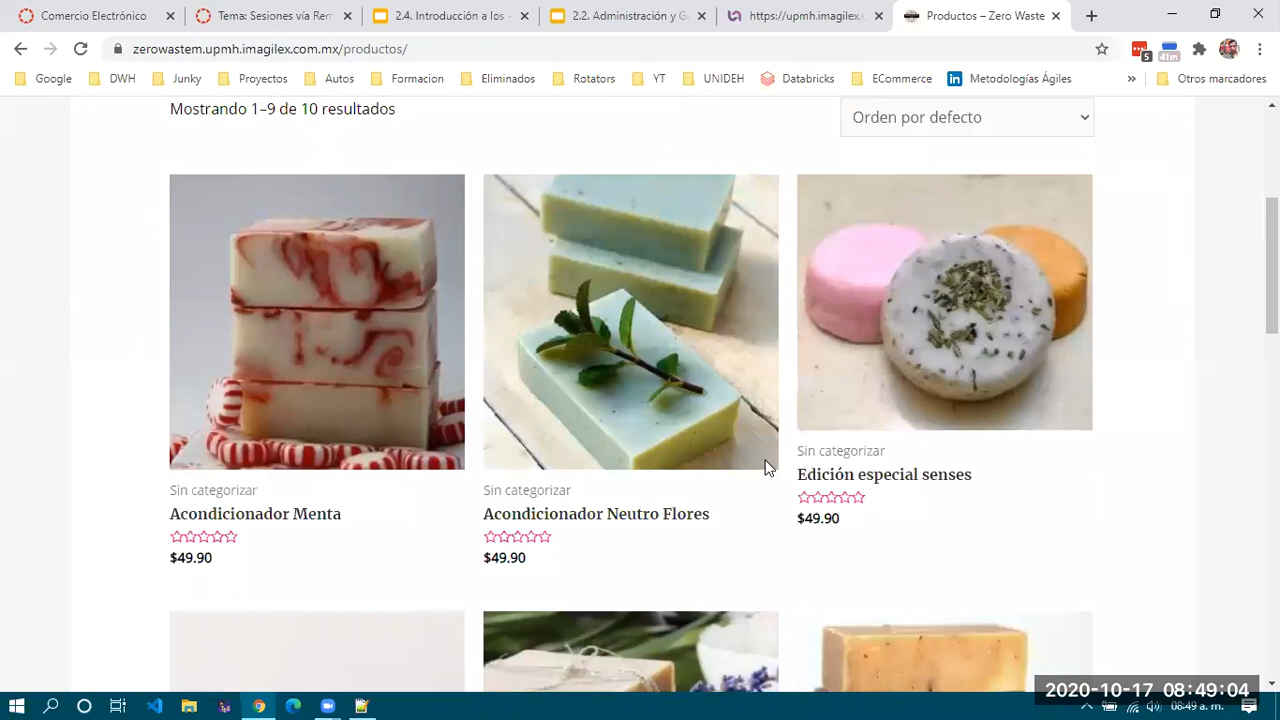 Comercio Electrónico
Tema: Sesiones vía Rem
2.4. Introducción a los
2.2. Administración y G
https://upmh.imagilex.c
Productos – Zero Waste
zerowastem.upmh.imagilex.com.mx/productos/
5
41m
Google
DWH
Junky
Proyectos
Autos
Formacion
Eliminados
Rotators
YT
UNIDEH
Databricks
ECommerce
in
Metodologías Ágiles
»
Otros marcadores
Mostrando 1–9 de 10 resultados
Orden por defecto
Sin categorizar
Acondicionador Menta
$49.90
Sin categorizar
Acondicionador Neutro Flores
$49.90
Sin categorizar
Edición especial senses
$49.90
2020-10-17 08:49:04
08:49 a. m.